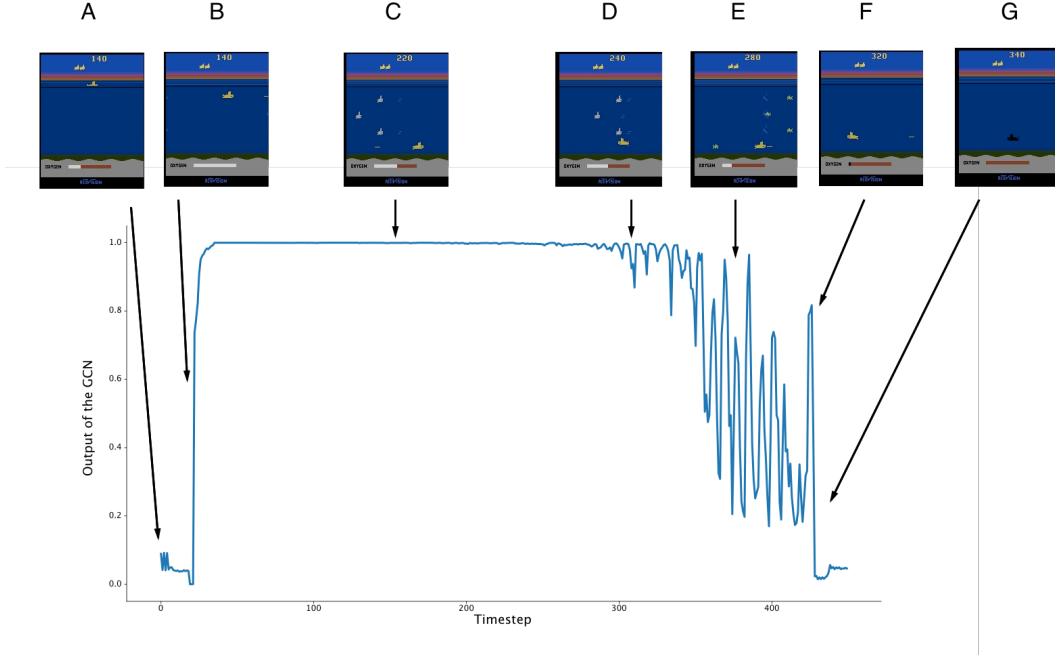 A B C D E F G
140 140 220 240 280 320 340
OXYGEN OXYGEN OXYGEN OXYGEN OXYGEN OXYGEN OXYGEN
1.0
0.8
0.6
0.4
0.2
0.0
Output of the GCN
0 100 200 300 400
Timestep